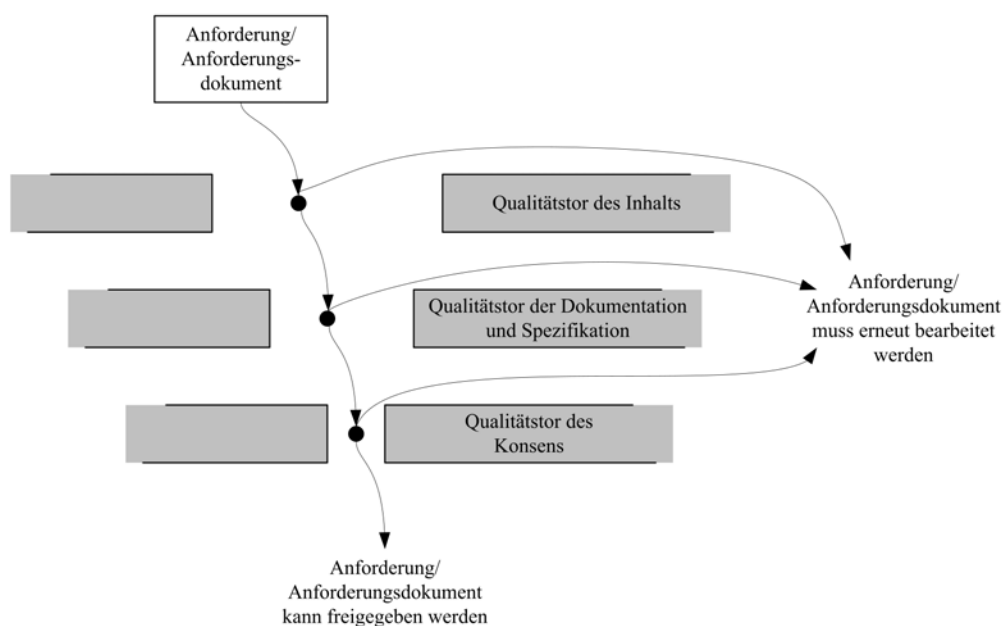 Anforderung/
Anforderungs-
dokument
Qualitätstor des Inhalts
Qualitätstor der Dokumentation
und Spezifikation
Anforderung/
Anforderungsdokument
muss erneut bearbeitet
werden
Qualitätstor des
Konsens
Anforderung/
Anforderungsdokument
kann freigegeben werden